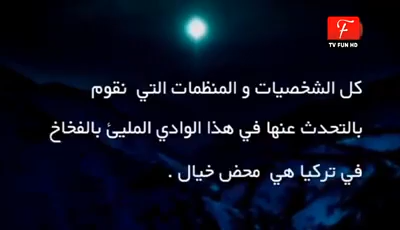 F
TV FUN HD
كل الشخصيات و المنظمات التي نقوم
بالتحدث عنها في هذا الوادي المليئ بالفخاخ
في تركيا هي محض خيال .